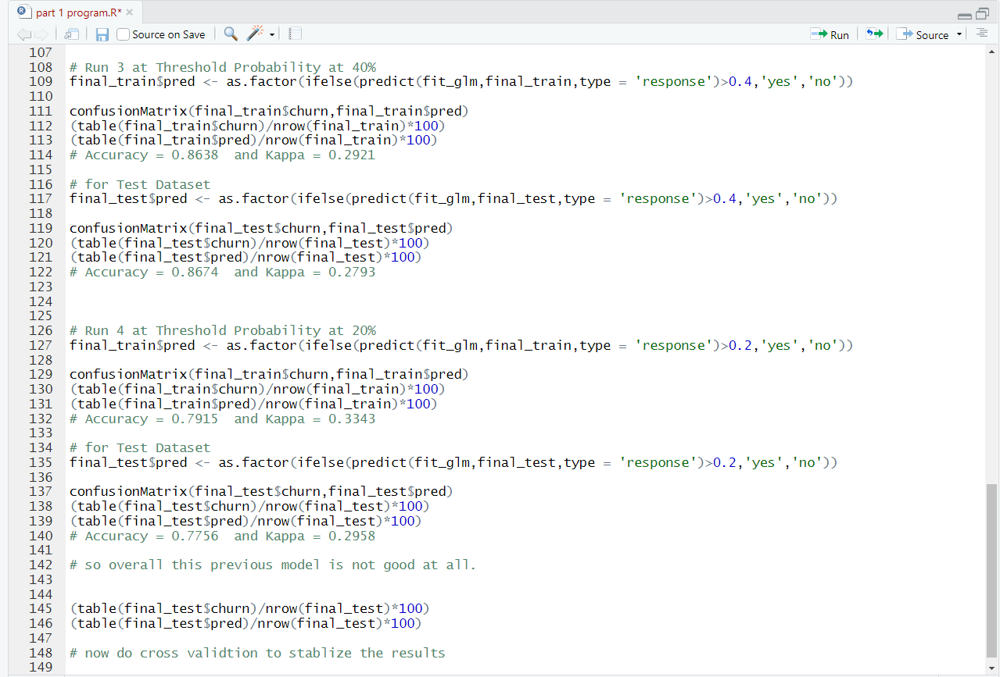 part 1 program.R* ×
Source on Save
Run
Source
107
108 # Run 3 at Threshold Probability at 40%
109 final_train$pred <- as.factor(ifelse(predict(fit_glm,final_train,type = 'response')>0.4,'yes','no'))
110
111 confusionMatrix(final_train$churn,final_train$pred)
112 (table(final_train$churn)/nrow(final_train)*100)
113 (table(final_train$pred)/nrow(final_train)*100)
114 # Accuracy = 0.8638  and Kappa = 0.2921
115
116 # for Test Dataset
117 final_test$pred <- as.factor(ifelse(predict(fit_glm,final_test,type = 'response')>0.4,'yes','no'))
118
119 confusionMatrix(final_test$churn,final_test$pred)
120 (table(final_test$churn)/nrow(final_test)*100)
121 (table(final_test$pred)/nrow(final_test)*100)
122 # Accuracy = 0.8674  and Kappa = 0.2793
123
124
125
126 # Run 4 at Threshold Probability at 20%
127 final_train$pred <- as.factor(ifelse(predict(fit_glm,final_train,type = 'response')>0.2,'yes','no'))
128
129 confusionMatrix(final_train$churn,final_train$pred)
130 (table(final_train$churn)/nrow(final_train)*100)
131 (table(final_train$pred)/nrow(final_train)*100)
132 # Accuracy = 0.7915  and Kappa = 0.3343
133
134 # for Test Dataset
135 final_test$pred <- as.factor(ifelse(predict(fit_glm,final_test,type = 'response')>0.2,'yes','no'))
136
137 confusionMatrix(final_test$churn,final_test$pred)
138 (table(final_test$churn)/nrow(final_test)*100)
139 (table(final_test$pred)/nrow(final_test)*100)
140 # Accuracy = 0.7756  and Kappa = 0.2958
141
142 # so overall this previous model is not good at all.
143
144
145 (table(final_test$churn)/nrow(final_test)*100)
146 (table(final_test$pred)/nrow(final_test)*100)
147
148 # now do cross validtion to stablize the results
149